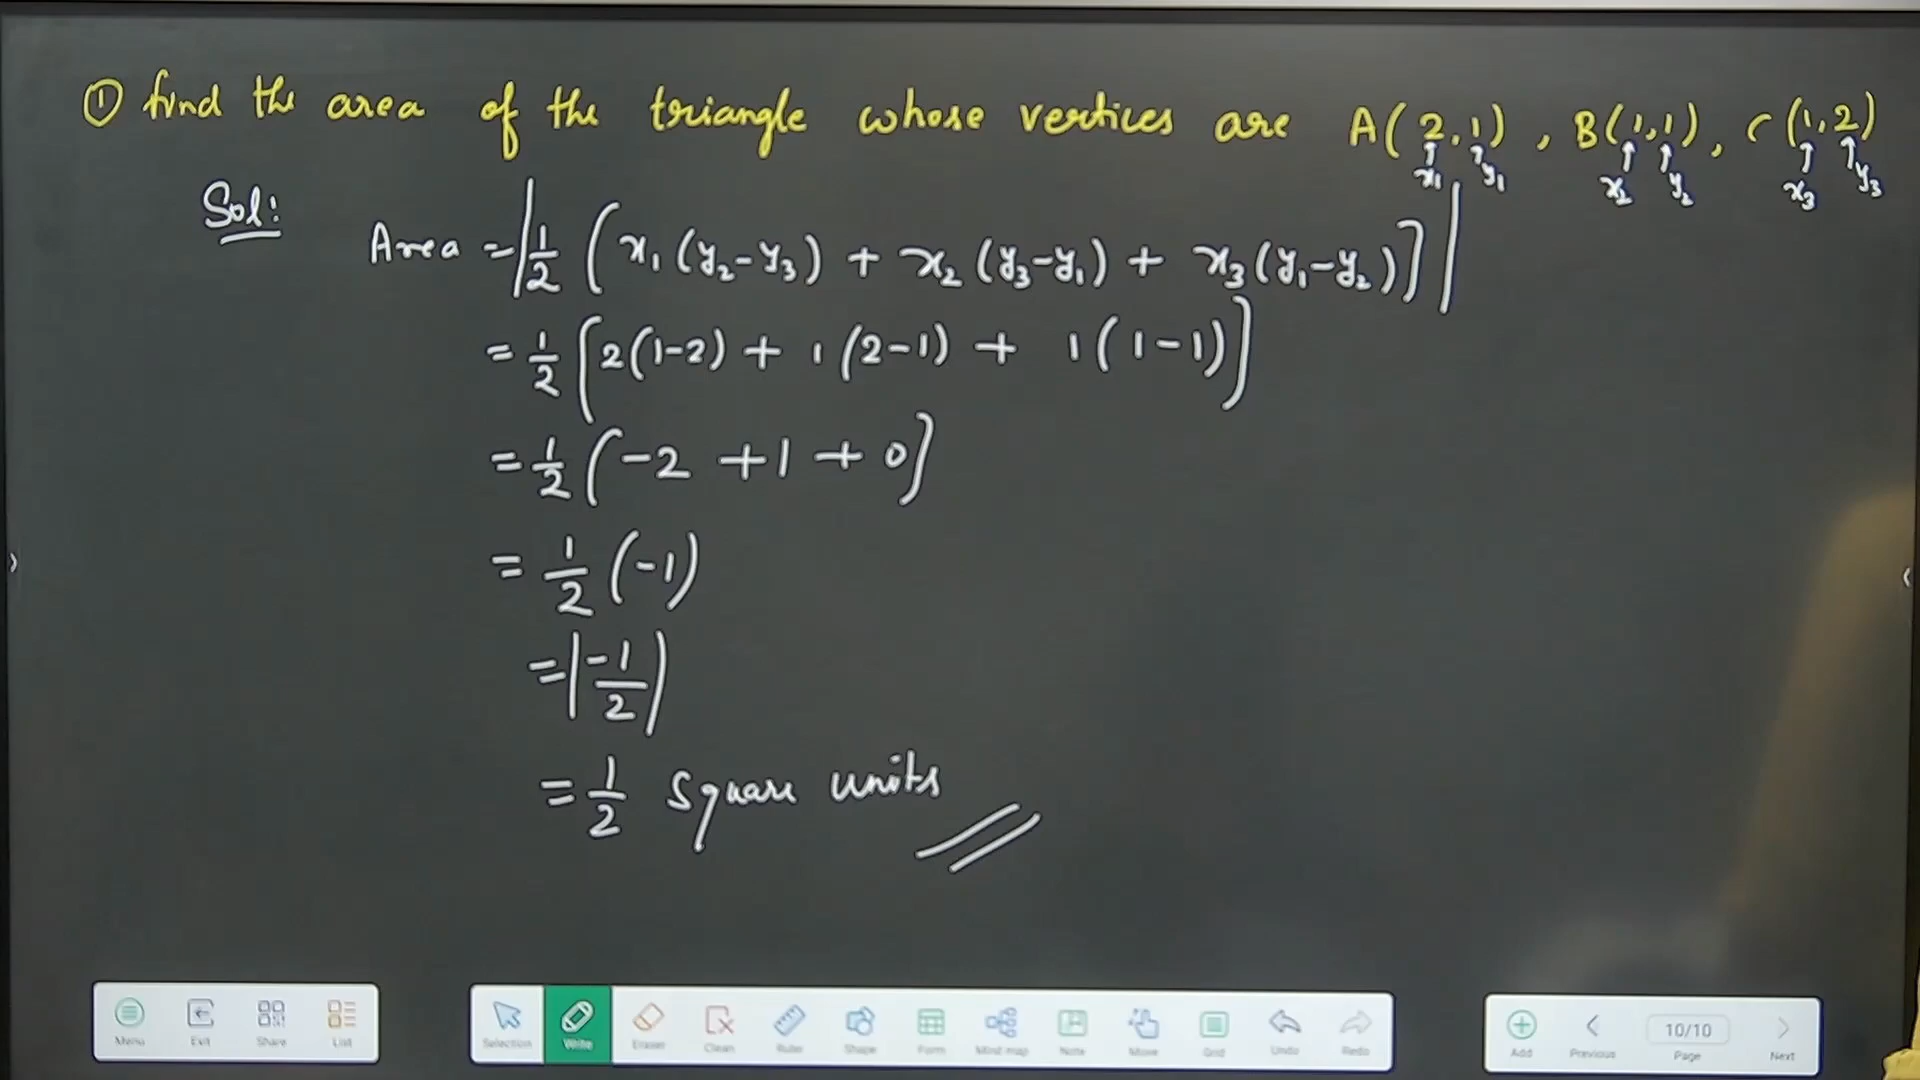 ① find the area of the triangle whose vertices are A(2,1), B(1,1), C(1,2)
x₁ y₁ x₂ y₂ x₃ y₃
Sol:
Area = |1/2 [x₁(y₂-y₃) + x₂(y₃-y₁) + x₃(y₁-y₂)]|
= 1/2 [2(1-2) + 1(2-1) + 1(1-1)]
= 1/2 [-2 +1 + 0]
= 1/2 (-1)
= |-1/2|
= 1/2 Square units
Menu Exit Share List Selection Write Eraser Clean Ruler Shape Form Mind map Note Move Grid Undo Redo Add Previous 10/10 Page Next